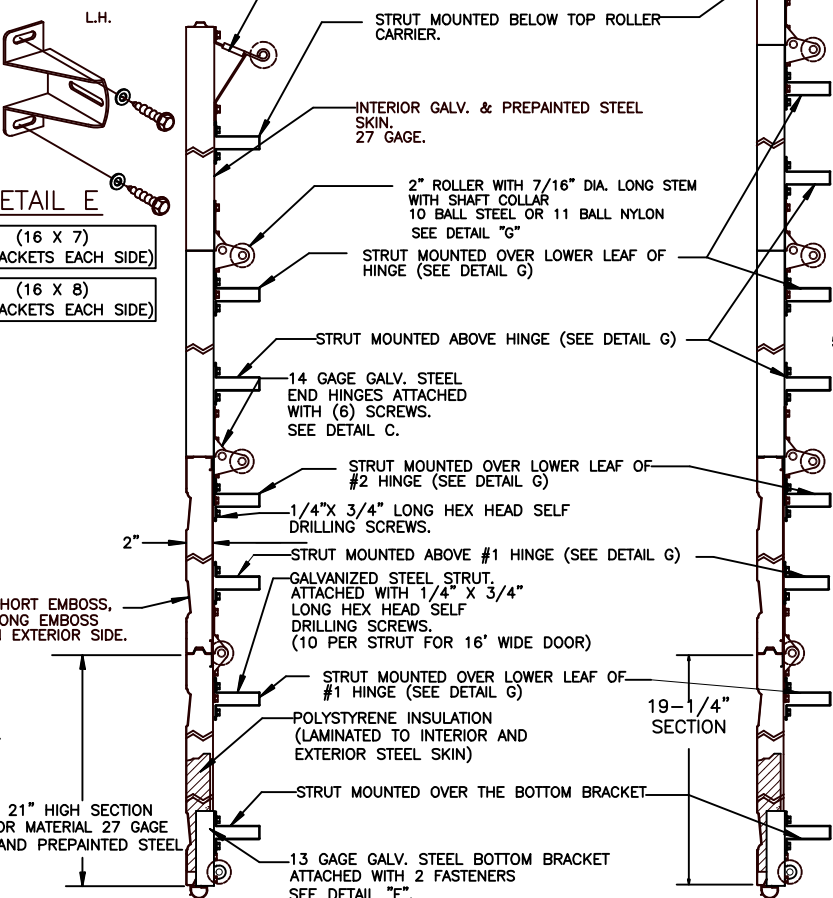 L.H.
STRUT MOUNTED BELOW TOP ROLLER
CARRIER.
INTERIOR GALV. & PREPAINTED STEEL
SKIN.
27 GAGE.
2" ROLLER WITH 7/16" DIA. LONG STEM
WITH SHAFT COLLAR
10 BALL STEEL OR 11 BALL NYLON
SEE DETAIL "G"
ETAIL E
(16 X 7)
ACKETS EACH SIDE)
(16 X 8)
ACKETS EACH SIDE)
STRUT MOUNTED OVER LOWER LEAF OF
HINGE (SEE DETAIL G)
STRUT MOUNTED ABOVE HINGE (SEE DETAIL G)
14 GAGE GALV. STEEL
END HINGES ATTACHED
WITH (6) SCREWS.
SEE DETAIL C.
STRUT MOUNTED OVER LOWER LEAF OF
#2 HINGE (SEE DETAIL G)
1/4"X 3/4" LONG HEX HEAD SELF
DRILLING SCREWS.
2"
STRUT MOUNTED ABOVE #1 HINGE (SEE DETAIL G)
GALVANIZED STEEL STRUT.
ATTACHED WITH 1/4" X 3/4"
LONG HEX HEAD SELF
DRILLING SCREWS.
(10 PER STRUT FOR 16' WIDE DOOR)
HORT EMBOSS,
ONG EMBOSS
EXTERIOR SIDE.
STRUT MOUNTED OVER LOWER LEAF OF
#1 HINGE (SEE DETAIL G)
19-1/4"
SECTION
POLYSTYRENE INSULATION
(LAMINATED TO INTERIOR AND
EXTERIOR STEEL SKIN)
STRUT MOUNTED OVER THE BOTTOM BRACKET
21" HIGH SECTION
OR MATERIAL 27 GAGE
AND PREPAINTED STEEL
13 GAGE GALV. STEEL BOTTOM BRACKET
ATTACHED WITH 2 FASTENERS
SEE DETAIL "F".